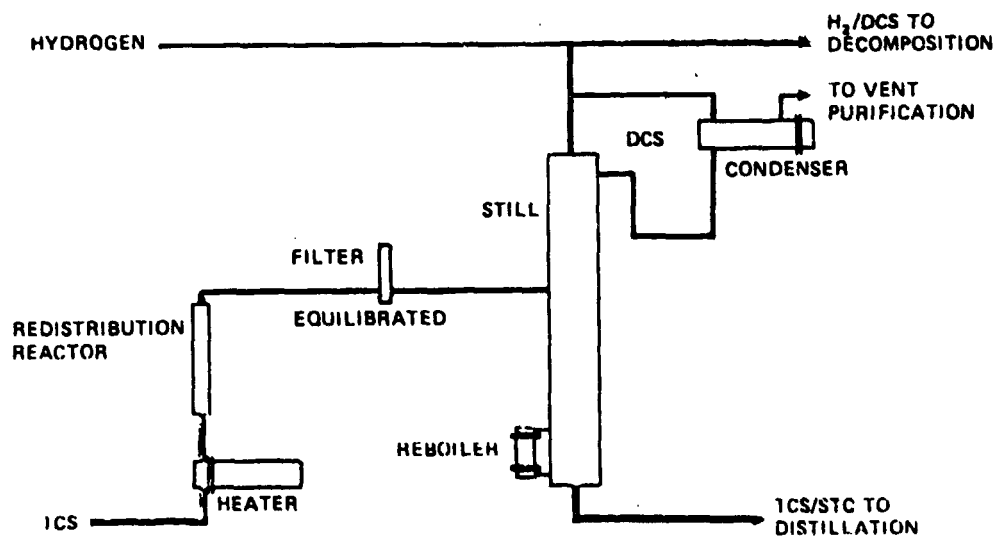 HYDROGEN
H₂/DCS TO
DECOMPOSITION
TO VENT
PURIFICATION
DCS
CONDENSER
STILL
FILTER
EQUILIBRATED
REDISTRIBUTION
REACTOR
REBOILER
HEATER
TCS
TCS/STC TO
DISTILLATION